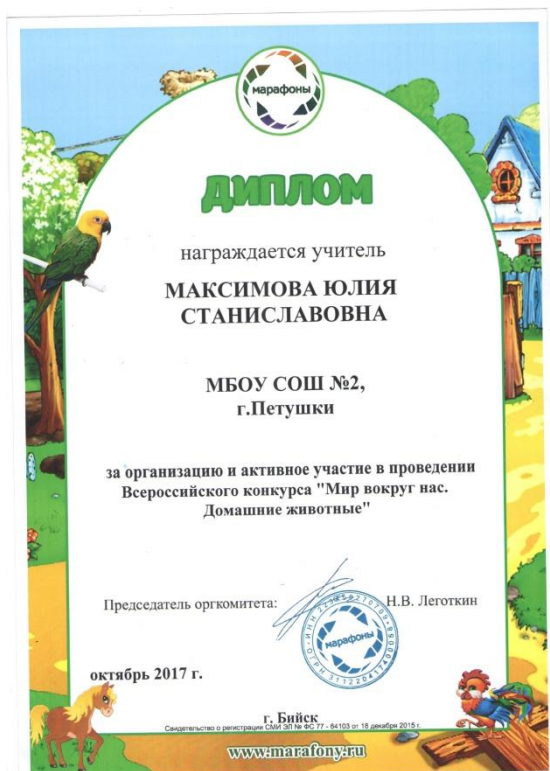 марафоны
ДИПЛОМ
награждается учитель
МАКСИМОВА ЮЛИЯ
СТАНИСЛАВОВНА
МБОУ СОШ №2,
г.Петушки
за организацию и активное участие в проведении
Всероссийского конкурса "Мир вокруг нас.
Домашние животные"
Председатель оргкомитета:
Н.В. Леготкин
марафоны
октябрь 2017 г.
г. Бийск
Свидетельство о регистрации СМИ ЭЛ № ФС 77 - 64103 от 18 декабря 2015 г.
www.marafony.ru